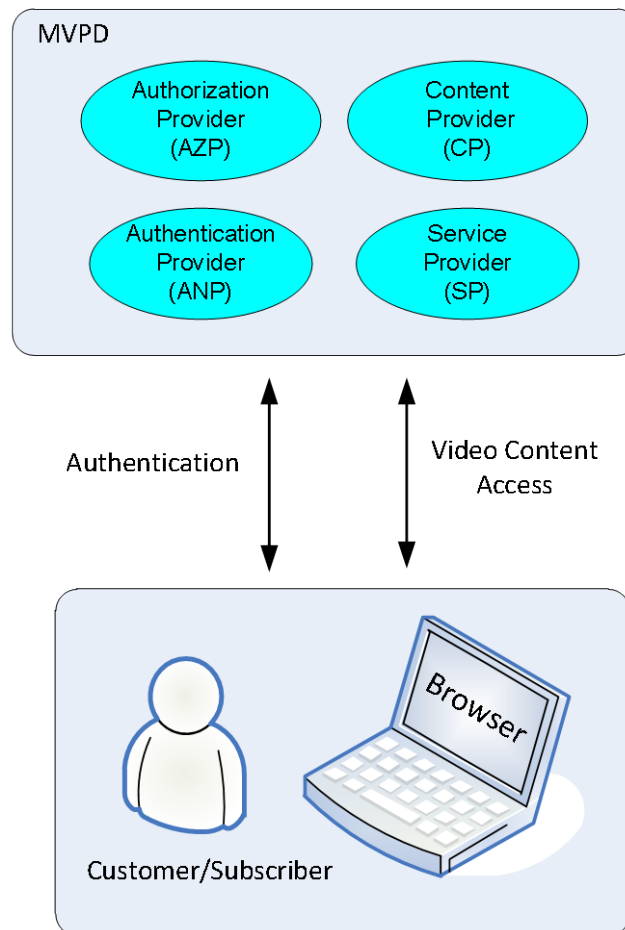 MVPD
Authorization
Provider
(AZP)
Content
Provider
(CP)
Authentication
Provider
(ANP)
Service
Provider
(SP)
Authentication
Video Content
Access
Browser
Customer/Subscriber